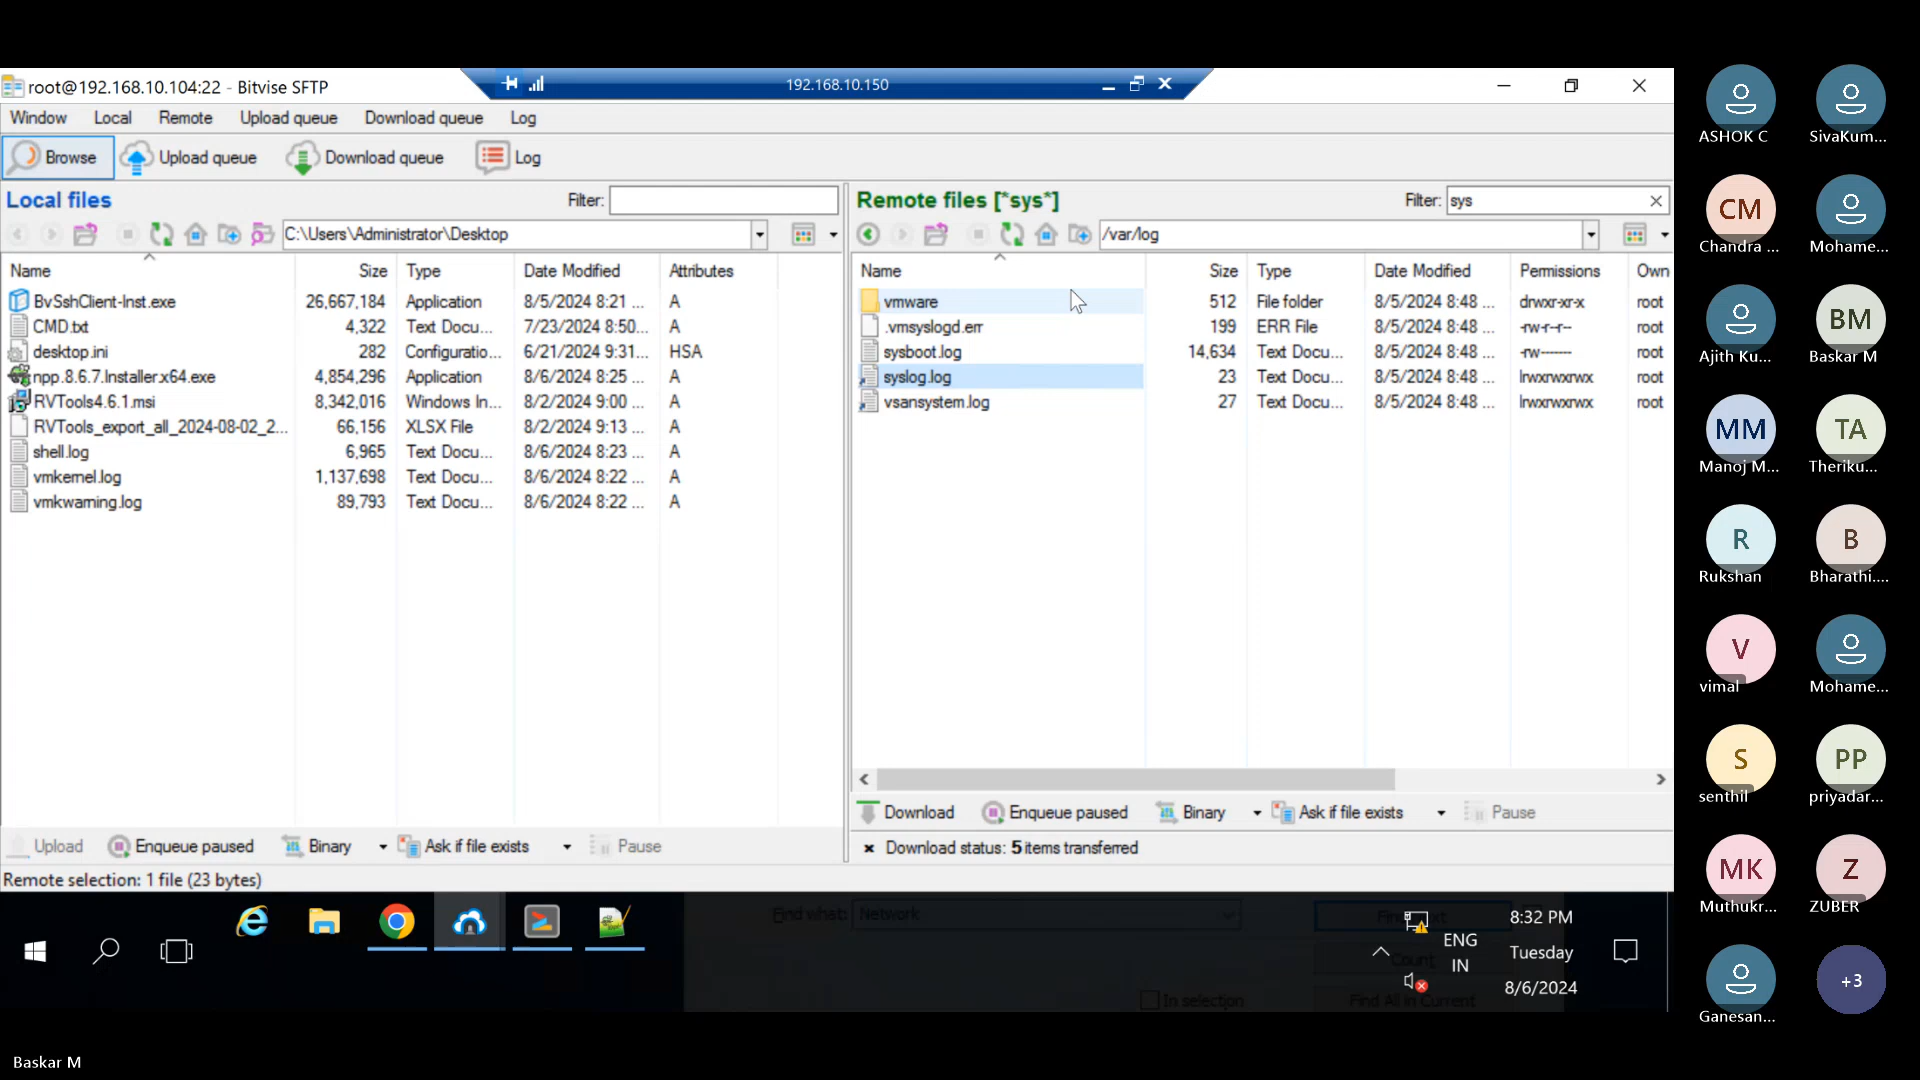 root@192.168.10.104:22 - Bitvise SFTP
192.168.10.150
Window Local Remote Upload queue Download queue Log
Browse Upload queue Download queue Log
Local files Filter:
C:\Users\Administrator\Desktop
Name Size Type Date Modified Attributes
BvSshClient-Inst.exe 26,667,184 Application 8/5/2024 8:21 ... A
CMD.txt 4,322 Text Docu... 7/23/2024 8:50... A
desktop.ini 282 Configuratio... 6/21/2024 9:31... HSA
npp.8.6.7.Installer.x64.exe 4,854,296 Application 8/6/2024 8:25 ... A
RVTools4.6.1.msi 8,342,016 Windows In... 8/2/2024 9:00 ... A
RVTools_export_all_2024-08-02_2... 66,156 XLSX File 8/2/2024 9:13 ... A
shell.log 6,965 Text Docu... 8/6/2024 8:23 ... A
vmkernel.log 1,137,698 Text Docu... 8/6/2024 8:22 ... A
vmkwarning.log 89,793 Text Docu... 8/6/2024 8:22 ... A
Upload Enqueue paused Binary Ask if file exists Pause
Remote selection: 1 file (23 bytes)
Remote files [*sys*] Filter: sys
/var/log
Name Size Type Date Modified Permissions Own
vmware 512 File folder 8/5/2024 8:48 ... drwxr-xr-x root
.vmsyslogd.err 199 ERR File 8/5/2024 8:48 ... -rw-r--r-- root
sysboot.log 14,634 Text Docu... 8/5/2024 8:48 ... -rw------- root
syslog.log 23 Text Docu... 8/5/2024 8:48 ... lrwxrwxrwx root
vsansystem.log 27 Text Docu... 8/5/2024 8:48 ... lrwxrwxrwx root
Download Enqueue paused Binary Ask if file exists Pause
Download status: 5 items transferred
Find what: Network
Count
In selection
Find All in Current
ENG
IN
8:32 PM
Tuesday
8/6/2024
ASHOK C
SivaKum...
CM
Chandra ...
Mohame...
Ajith Ku...
BM
Baskar M
MM
Manoj M...
TA
Theriku...
R
Rukshan
B
Bharathi....
V
vimal
Mohame...
S
senthil
PP
priyadar...
MK
Muthukr...
Z
ZUBER
Ganesan...
+3
Baskar M